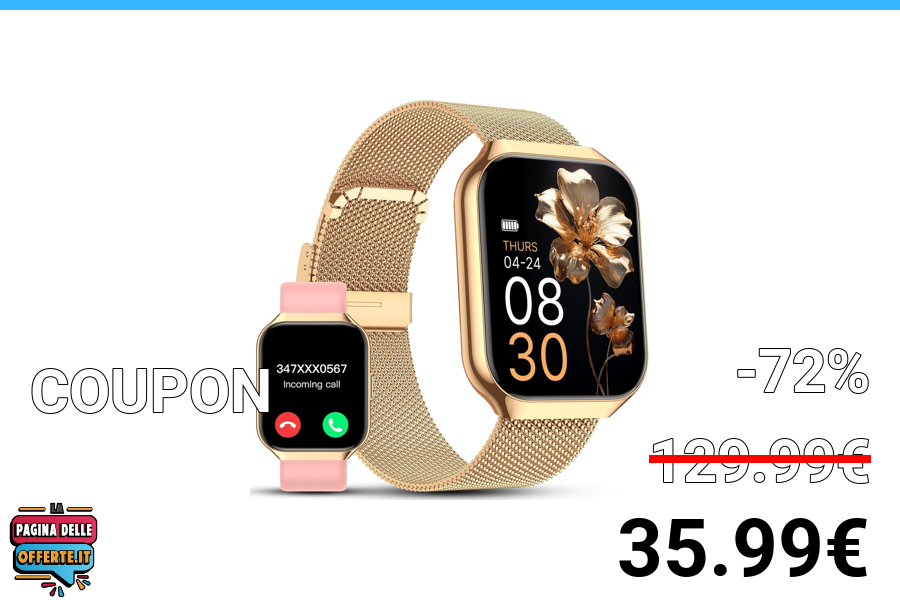 THURS
04-24
08
30
347XXX0567
Incoming call
COUPON
-72%
129.99€
35.99€
LA
PAGINA DELLE
OFFERTE.IT